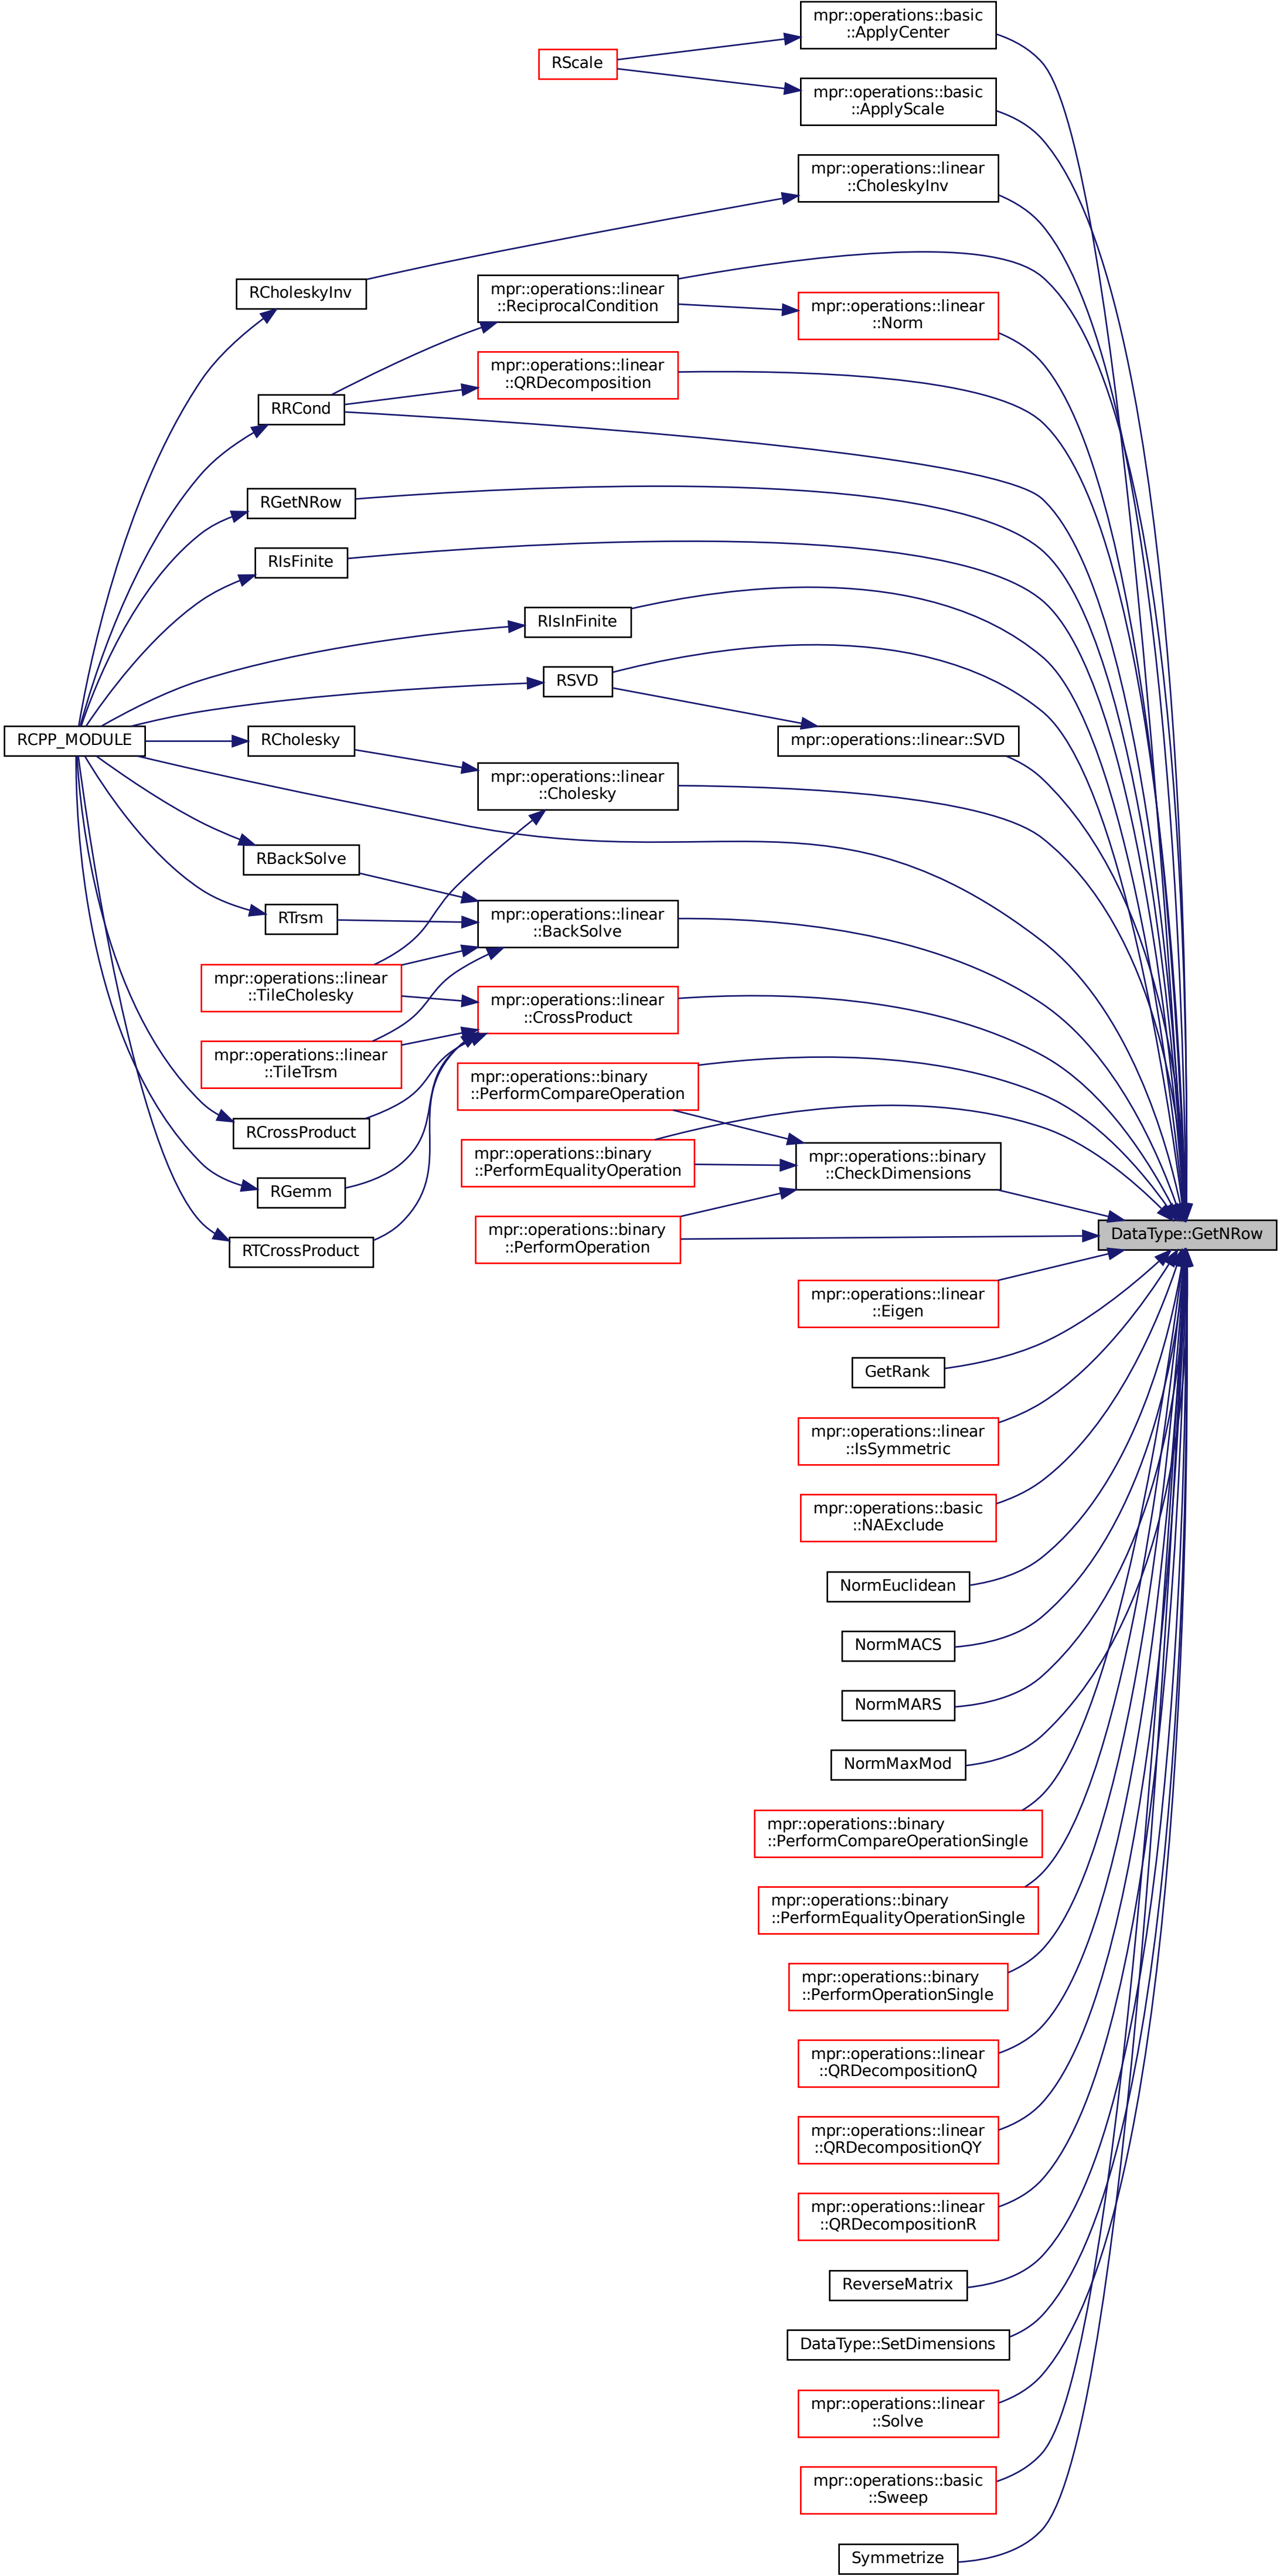 mpr::operations::basic
::ApplyCenter
RScale
mpr::operations::basic
::ApplyScale
mpr::operations::linear
::CholeskyInv
RCholeskyInv
mpr::operations::linear
::ReciprocalCondition
mpr::operations::linear
::Norm
mpr::operations::linear
::QRDecomposition
RRCond
RGetNRow
RIsFinite
RIsInFinite
RSVD
RCPP_MODULE
RCholesky
mpr::operations::linear::SVD
mpr::operations::linear
::Cholesky
RBackSolve
RTrsm
mpr::operations::linear
::BackSolve
mpr::operations::linear
::TileCholesky
mpr::operations::linear
::CrossProduct
mpr::operations::linear
::TileTrsm
mpr::operations::binary
::PerformCompareOperation
RCrossProduct
mpr::operations::binary
::PerformEqualityOperation
mpr::operations::binary
::CheckDimensions
RGemm
mpr::operations::binary
::PerformOperation
RTCrossProduct
DataType::GetNRow
mpr::operations::linear
::Eigen
GetRank
mpr::operations::linear
::IsSymmetric
mpr::operations::basic
::NAExclude
NormEuclidean
NormMACS
NormMARS
NormMaxMod
mpr::operations::binary
::PerformCompareOperationSingle
mpr::operations::binary
::PerformEqualityOperationSingle
mpr::operations::binary
::PerformOperationSingle
mpr::operations::linear
::QRDecompositionQ
mpr::operations::linear
::QRDecompositionQY
mpr::operations::linear
::QRDecompositionR
ReverseMatrix
DataType::SetDimensions
mpr::operations::linear
::Solve
mpr::operations::basic
::Sweep
Symmetrize